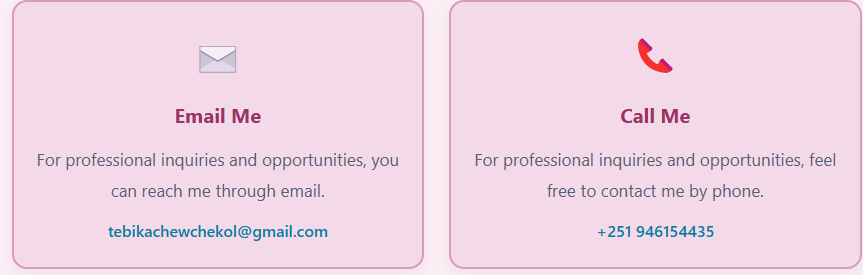 Email Me
For professional inquiries and opportunities, you
can reach me through email.
tebikachewchekol@gmail.com
Call Me
For professional inquiries and opportunities, feel
free to contact me by phone.
+251 946154435